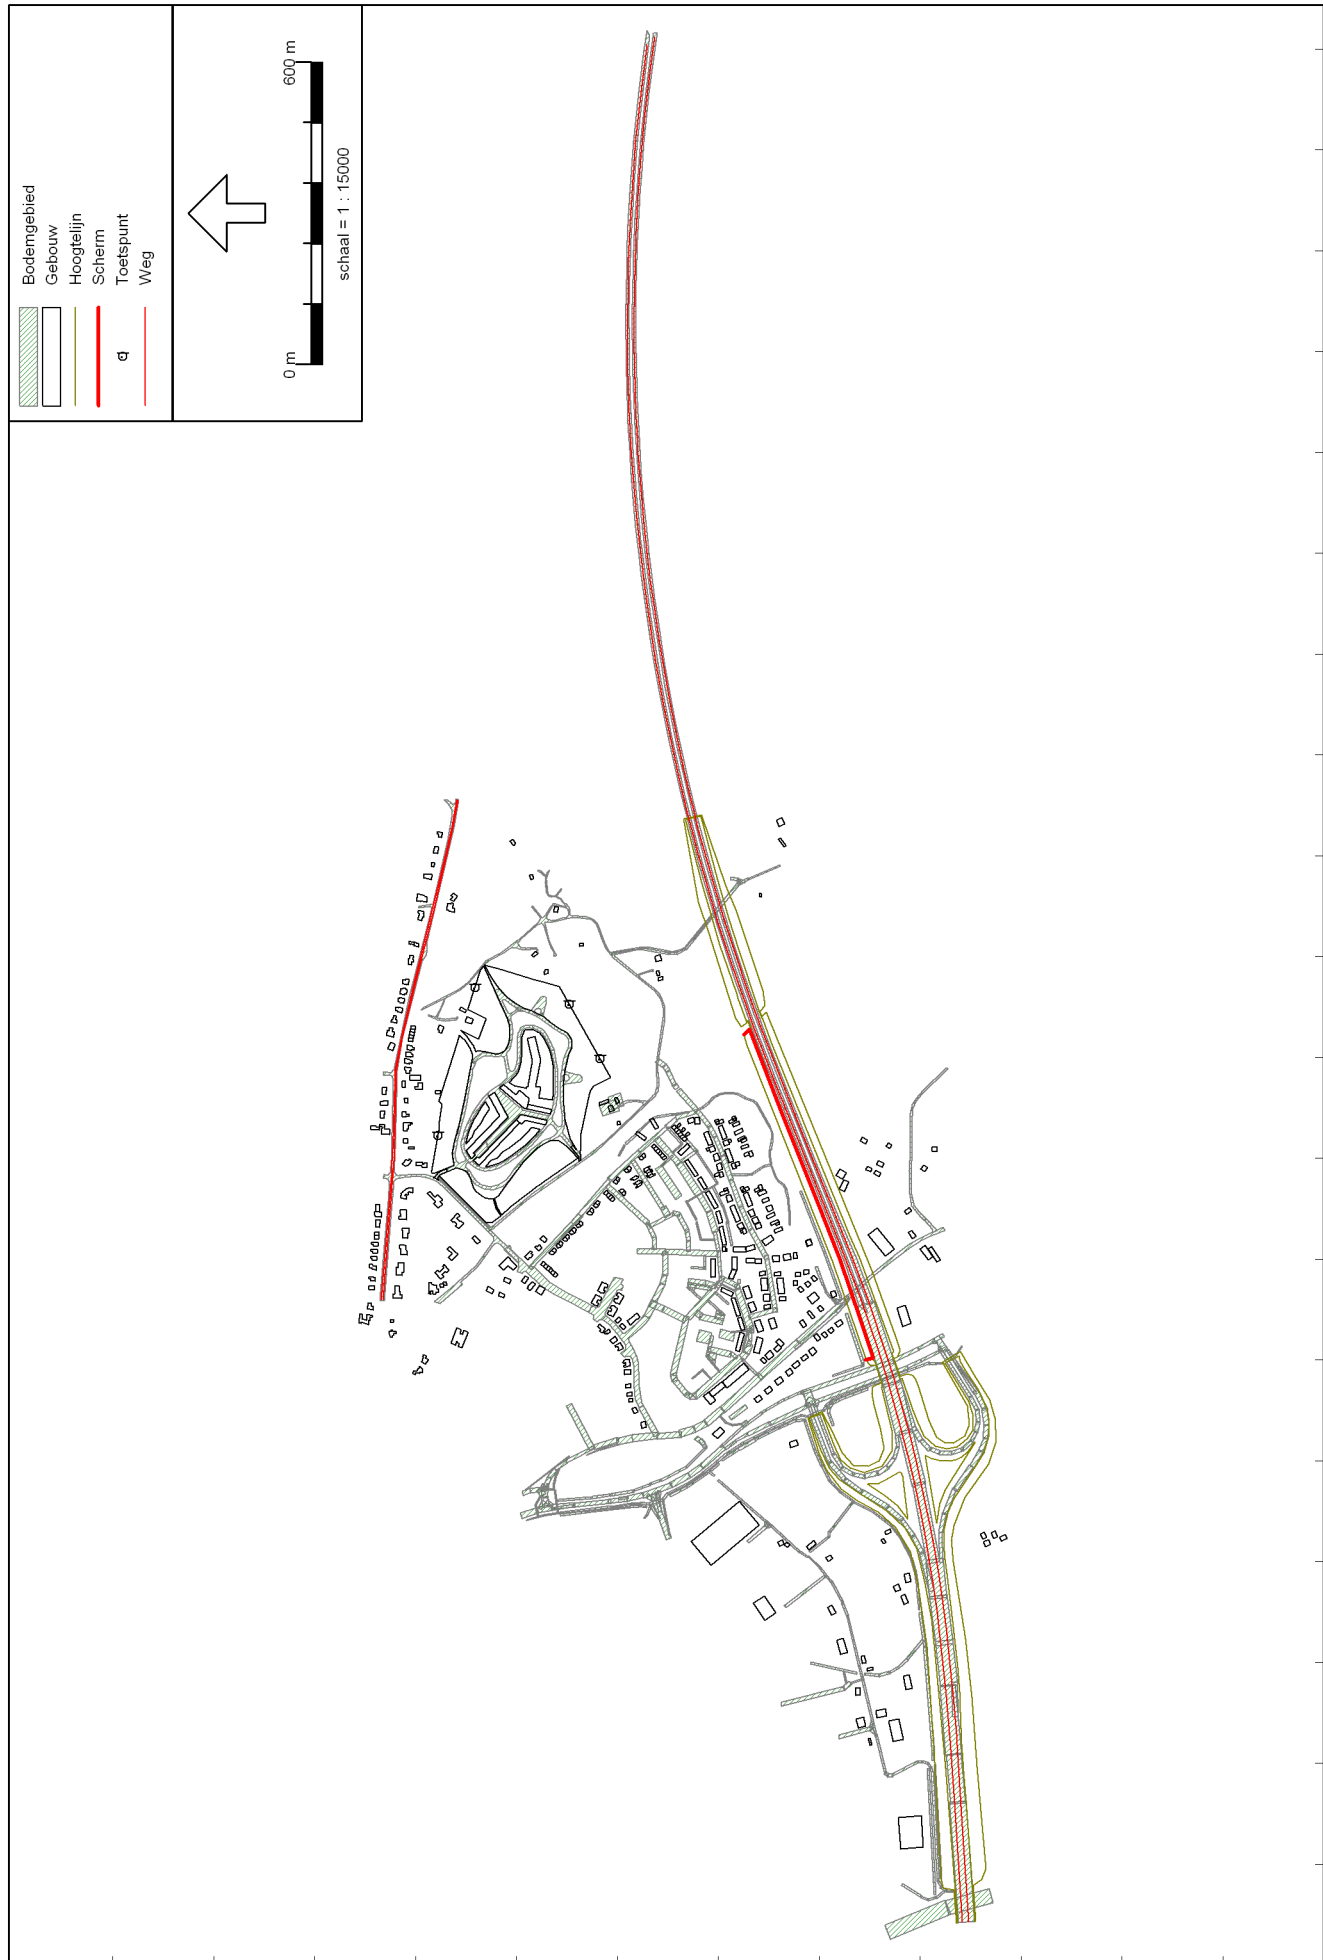 Bodemgebied
Gebouw
Hoogtelijn
Scherm
Toetspunt
Weg
0 m
600 m
schaal = 1 : 15000